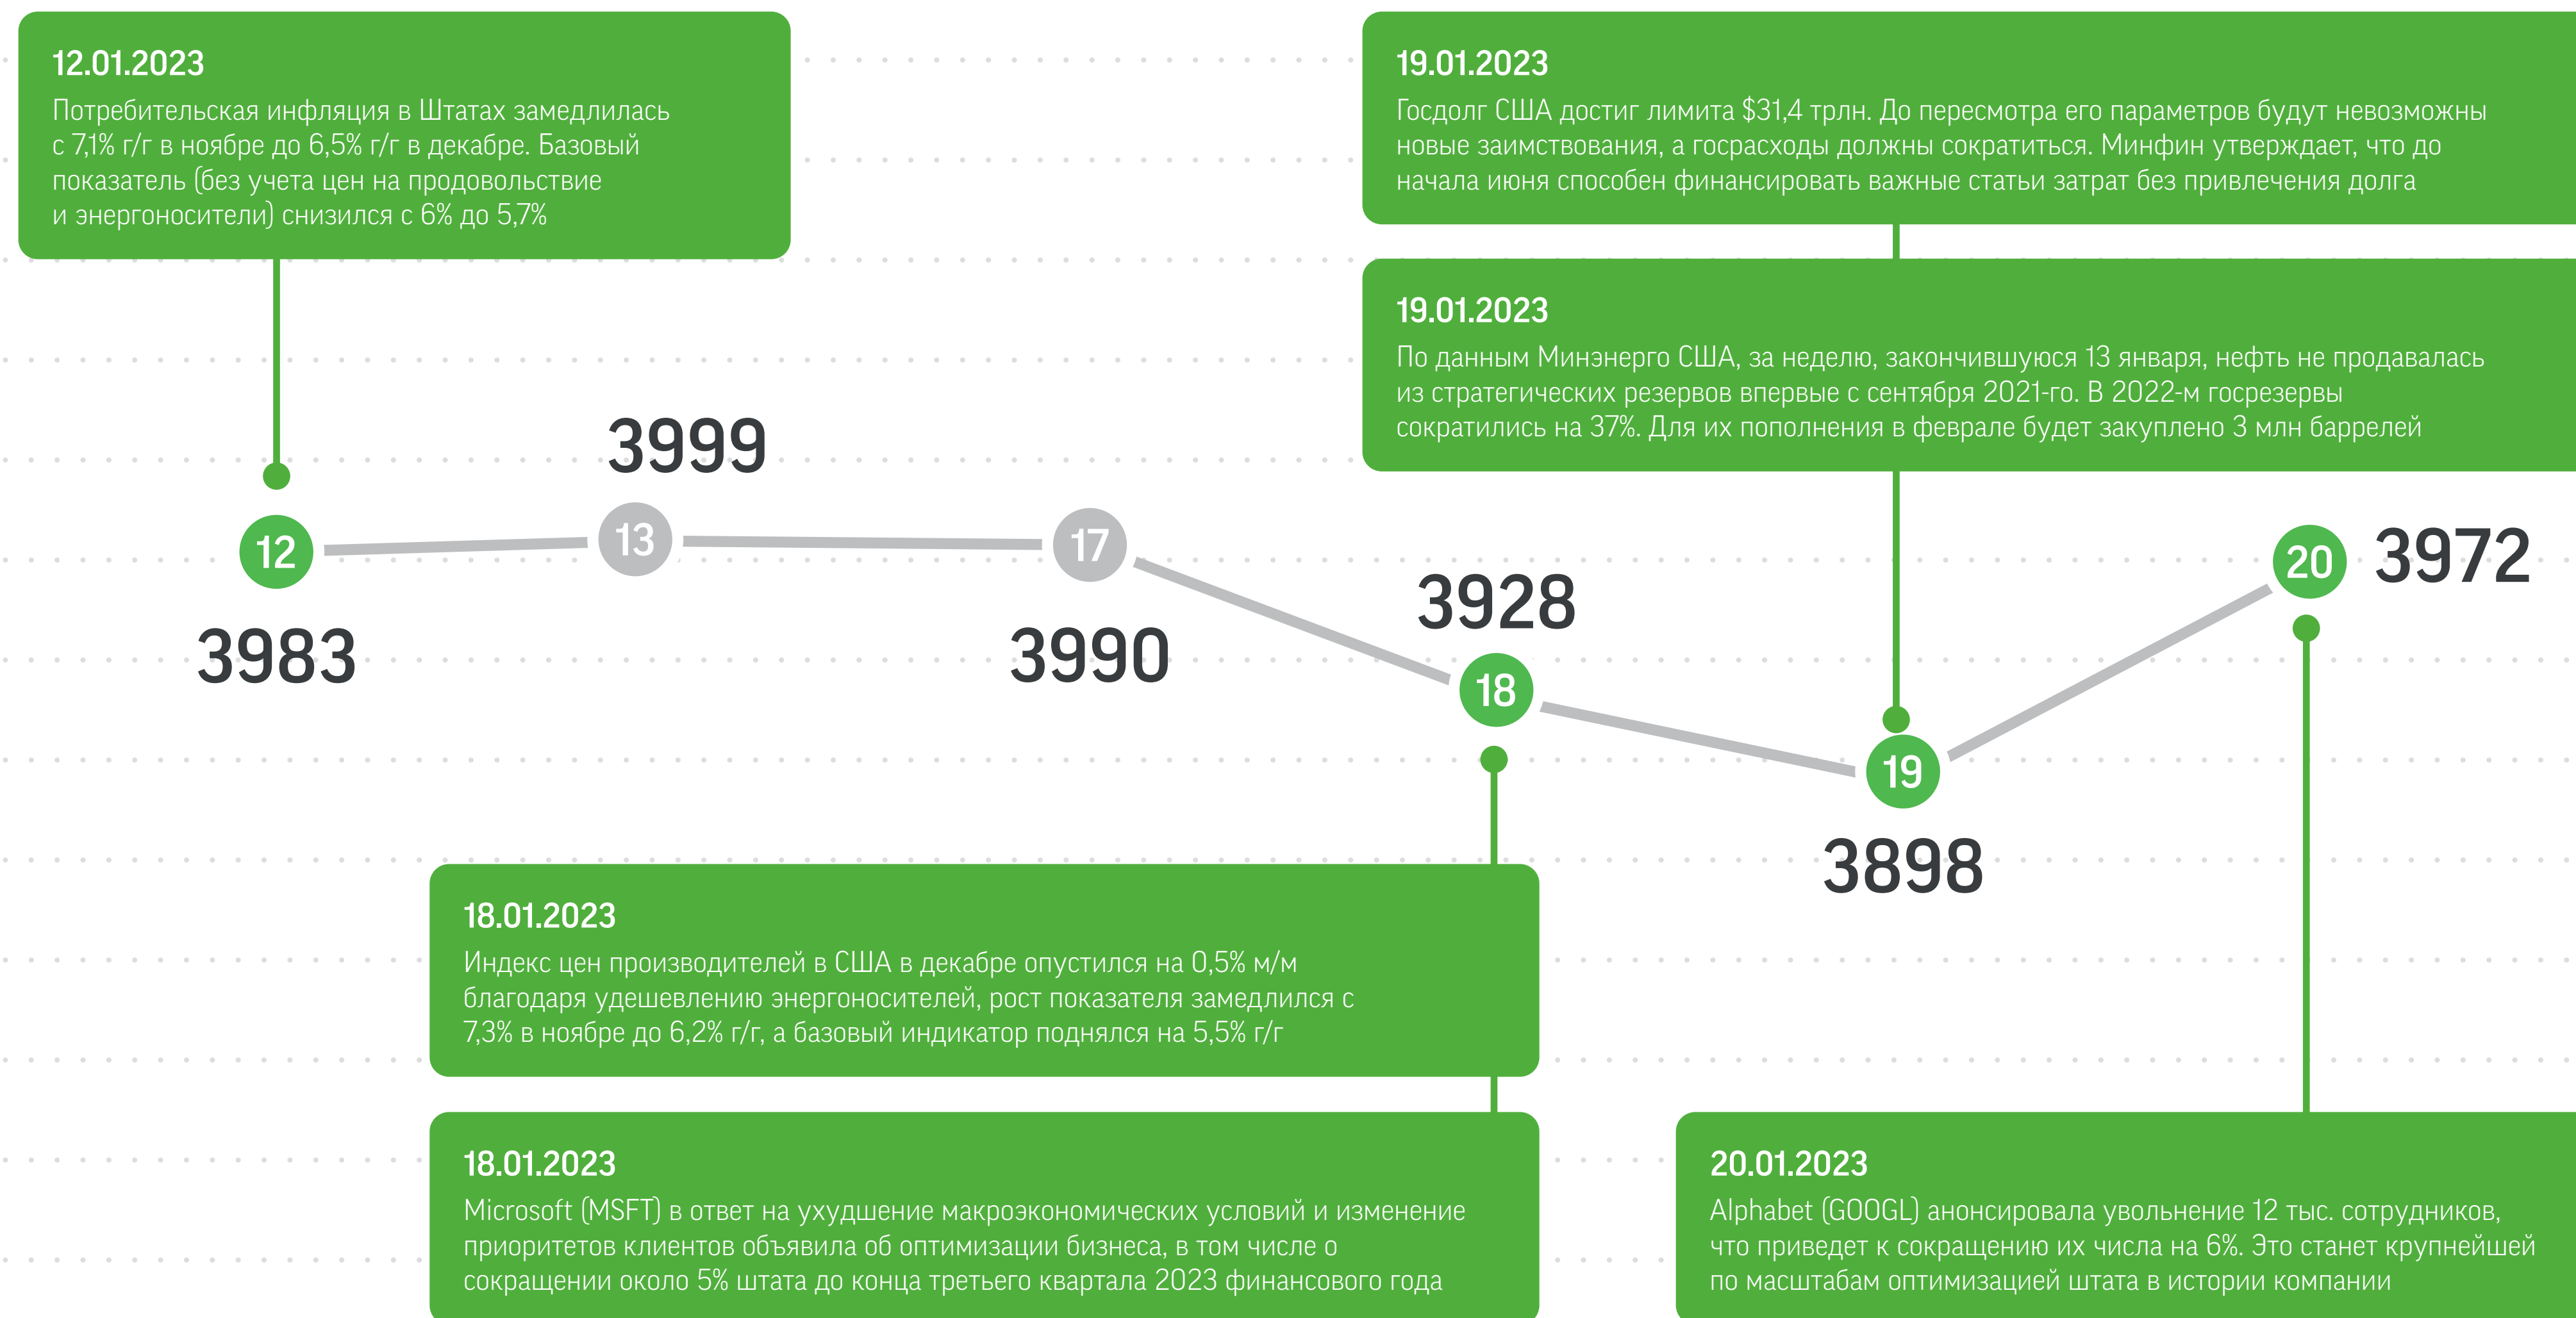 12.01.2023
Потребительская инфляция в Штатах замедлилась
с 7,1% г/г в ноябре до 6,5% г/г в декабре. Базовый
показатель (без учета цен на продовольствие
и энергоносители) снизился с 6% до 5,7%
19.01.2023
Госдолг США достиг лимита $31,4 трлн. До пересмотра его параметров будут невозможны
новые заимствования, а госрасходы должны сократиться. Минфин утверждает, что до
начала июня способен финансировать важные статьи затрат без привлечения долга
19.01.2023
По данным Минэнерго США, за неделю, закончившуюся 13 января, нефть не продавалась
из стратегических резервов впервые с сентября 2021-го. В 2022-м госрезервы
сократились на 37%. Для их пополнения в феврале будет закуплено 3 млн баррелей
12
3983
13
3999
17
3990
18
3928
19
3898
20
3972
18.01.2023
Индекс цен производителей в США в декабре опустился на 0,5% м/м
благодаря удешевлению энергоносителей, рост показателя замедлился с
7,3% в ноябре до 6,2% г/г, а базовый индикатор поднялся на 5,5% г/г
18.01.2023
Microsoft (MSFT) в ответ на ухудшение макроэкономических условий и изменение
приоритетов клиентов объявила об оптимизации бизнеса, в том числе о
сокращении около 5% штата до конца третьего квартала 2023 финансового года
20.01.2023
Alphabet (GOOGL) анонсировала увольнение 12 тыс. сотрудников,
что приведет к сокращению их числа на 6%. Это станет крупнейшей
по масштабам оптимизацией штата в истории компании